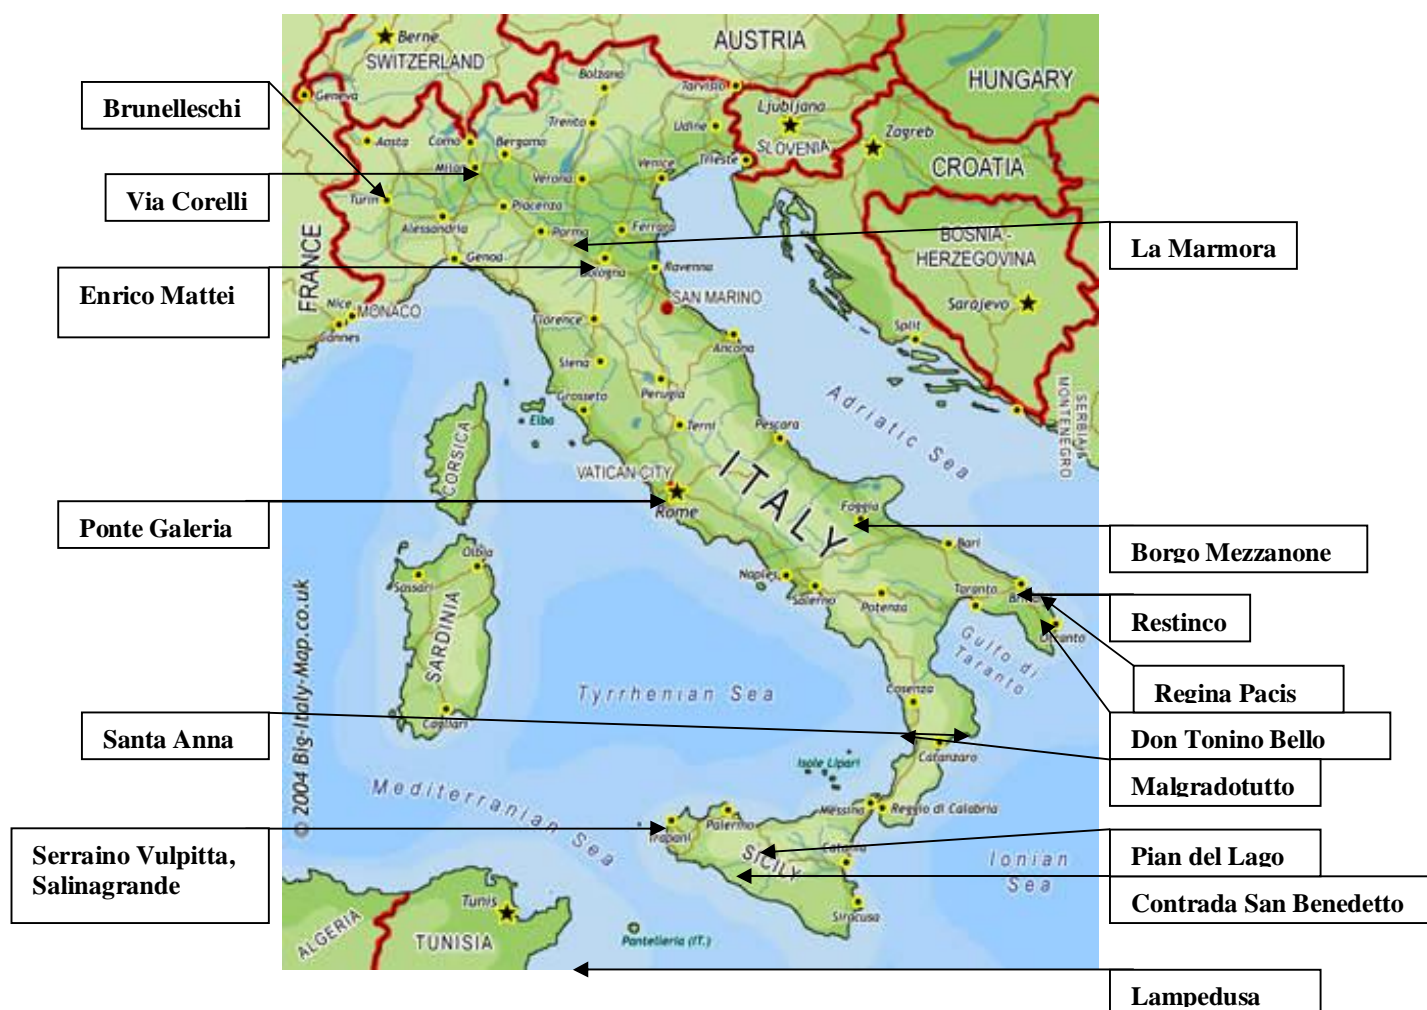 Brunelleschi
Via Corelli
Enrico Mattei
Ponte Galeria
Santa Anna
Serraino Vulpitta,
Salinagrande
Berne
SWITZERLAND
AUSTRIA
HUNGARY
Geneva
Bolzano
Tarvisio
Ljubljana
Zagreb
Aosta
Como
Bergamo
Trento
Udine
SLOVENIA
CROATIA
Milan
Verona
Venice
Trieste
Turin
Piacenza
Alessandria
Parma
Ferrara
BOSNIA -
HERZEGOVINA
FRANCE
Genoa
Bologna
Ravenna
Sarajevo
Nice
MONACO
SAN MARINO
Florence
Split
Ancona
Siena
Perugia
Grosseto
Elba
Terni
Pescara
Adriatic Sea
MONTENEGRO
CORSICA
VATICAN CITY
Rome
ITALY
Foggia
Bari
Olbia
Sassari
Naples
Salerno
Potenza
Taranto
SARDINIA
Golfo di
Taranto
Tyrrhenian Sea
Cosenza
Cagliari
Catanzaro
Isole Lipari
© 2004 Big-Italy-Map.co.uk
Mediterranean Sea
Messina
Reggio di Calabria
Trapani
Palermo
SICILY
Catania
Ionian
Sea
Siracusa
Tunis
ALGERIA
TUNISIA
Pantelleria (IT.)
La Marmora
Borgo Mezzanone
Restinco
Regina Pacis
Don Tonino Bello
Malgradotutto
Pian del Lago
Contrada San Benedetto
Lampedusa